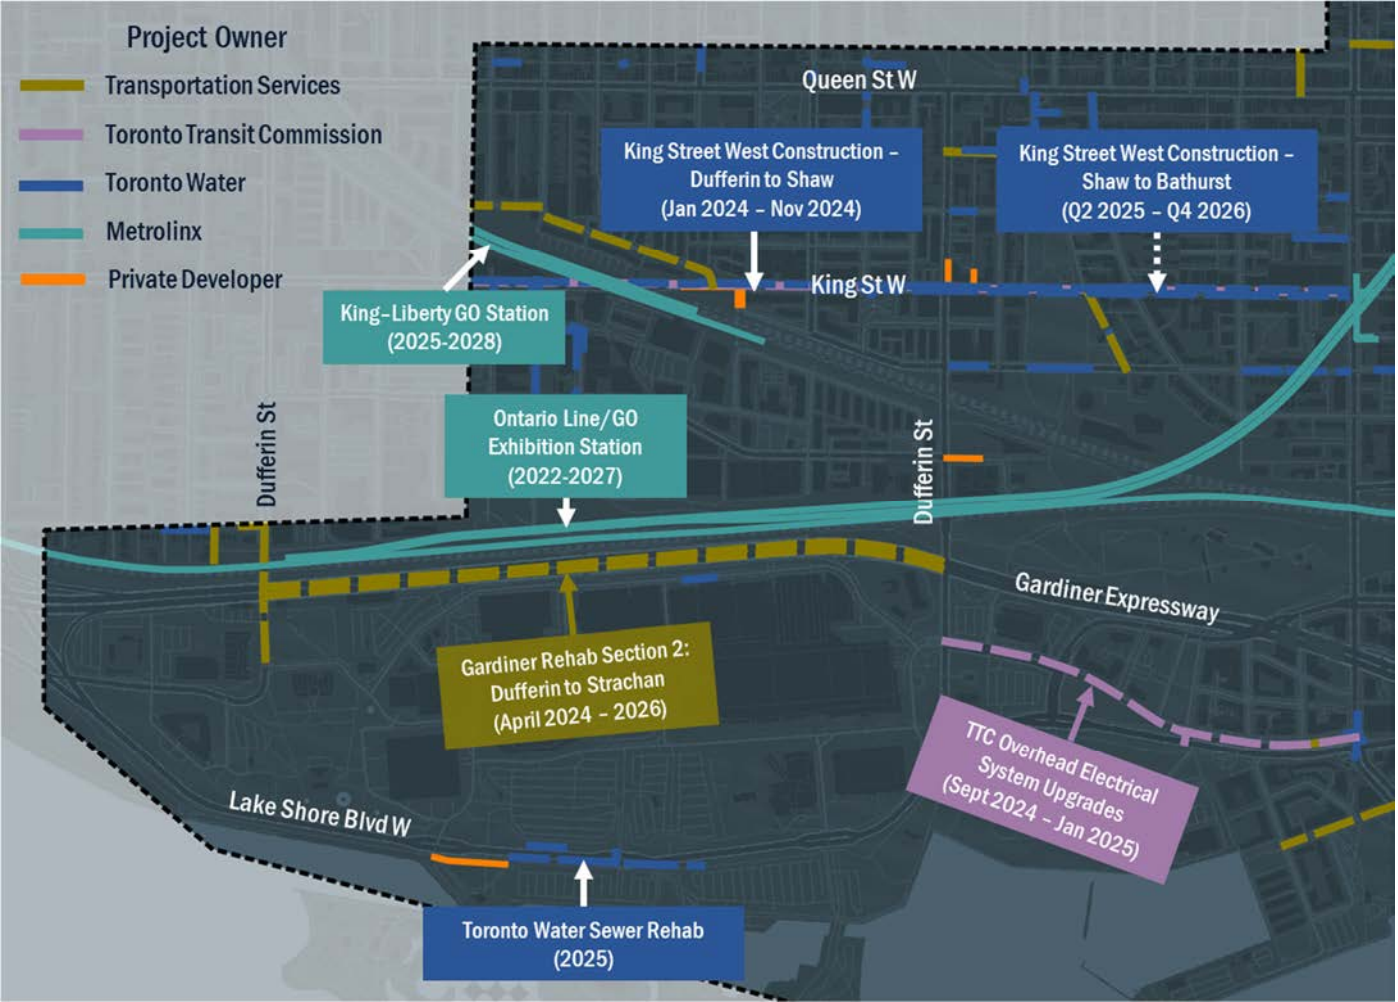 Project Owner
Transportation Services
Toronto Transit Commission
Toronto Water
Metrolinx
Private Developer
Queen St W
King Street West Construction –
Dufferin to Shaw
(Jan 2024 – Nov 2024)
King Street West Construction –
Shaw to Bathurst
(Q2 2025 – Q4 2026)
King St W
King–Liberty GO Station
(2025-2028)
Ontario Line/GO
Exhibition Station
(2022-2027)
Dufferin St
Dufferin St
Gardiner Expressway
Gardiner Rehab Section 2:
Dufferin to Strachan
(April 2024 – 2026)
TTC Overhead Electrical
System Upgrades
(Sept 2024 – Jan 2025)
Lake Shore Blvd W
Toronto Water Sewer Rehab
(2025)